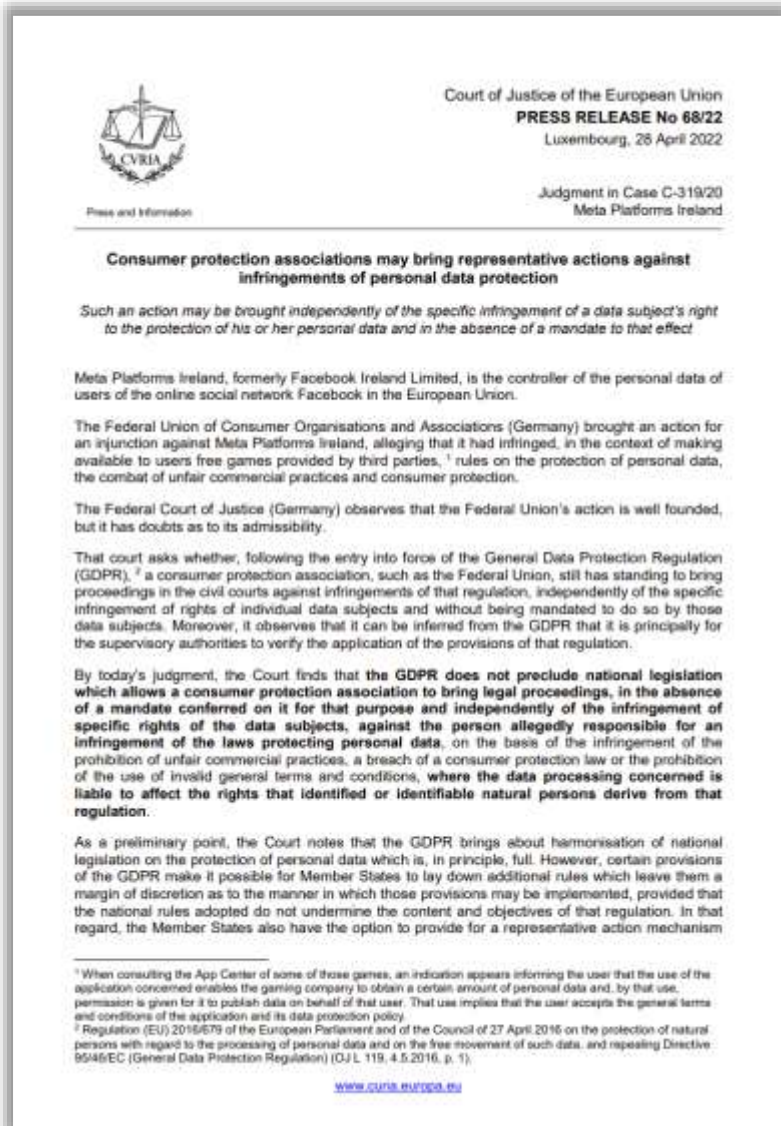 Court of Justice of the European Union
PRESS RELEASE No 68/22
Luxembourg, 28 April 2022
CVRIA
Judgment in Case C-319/20
Press and Information
Meta Platforms Ireland
Consumer protection associations may bring representative actions against
infringements of personal data protection
Such an action may be brought independently of the specific infringement of a data subject's right
to the protection of his or her personal data and in the absence of a mandate to that effect
Meta Platforms Ireland, formerly Facebook Ireland Limited, is the controller of the personal data of
users of the online social network Facebook in the European Union.
The Federal Union of Consumer Organisations and Associations (Germany) brought an action for
an injunction against Meta Platforms Ireland, alleging that it had infringed, in the context of making
available to users free games provided by third parties, 1 rules on the protection of personal data,
the combat of unfair commercial practices and consumer protection.
The Federal Court of Justice (Germany) observes that the Federal Union's action is well founded,
but it has doubts as to its admissibility.
That court asks whether, following the entry into force of the General Data Protection Regulation
(GDPR), 2 a consumer protection association, such as the Federal Union, still has standing to bring
proceedings in the civil courts against infringements of that regulation, independently of the specific
infringement of rights of individual data subjects and without being mandated to do so by those
data subjects. Moreover, it observes that it can be inferred from the GDPR that it is principally for
the supervisory authorities to verify the application of the provisions of that regulation.
By today's judgment, the Court finds that the GDPR does not preclude national legislation
which allows a consumer protection association to bring legal proceedings, in the absence
of a mandate conferred on it for that purpose and independently of the infringement of
specific rights of the data subjects, against the person allegedly responsible for an
infringement of the laws protecting personal data, on the basis of the infringement of the
prohibition of unfair commercial practices, a breach of a consumer protection law or the prohibition
of the use of invalid general terms and conditions, where the data processing concerned is
liable to affect the rights that identified or identifiable natural persons derive from that
regulation.
As a preliminary point, the Court notes that the GDPR brings about harmonisation of national
legislation on the protection of personal data which is, in principle, full. However, certain provisions
of the GDPR make it possible for Member States to lay down additional rules which leave them a
margin of discretion as to the manner in which those provisions may be implemented, provided that
the national rules adopted do not undermine the content and objectives of that regulation. In that
regard, the Member States also have the option to provide for a representative action mechanism
1 When consulting the App Center of some of those games, an indication appears informing the user that the use of the
application concerned enables the gaming company to obtain a certain amount of personal data and, by that use,
permission is given for it to publish data on behalf of that user. That use implies that the user accepts the general terms
and conditions of the application and its data protection policy.
2 Regulation (EU) 2016/679 of the European Parliament and of the Council of 27 April 2016 on the protection of natural
persons with regard to the processing of personal data and on the free movement of such data, and repealing Directive
95/46/EC (General Data Protection Regulation) (OJ L 119, 4.5.2016, p. 1).
www.curia.europa.eu